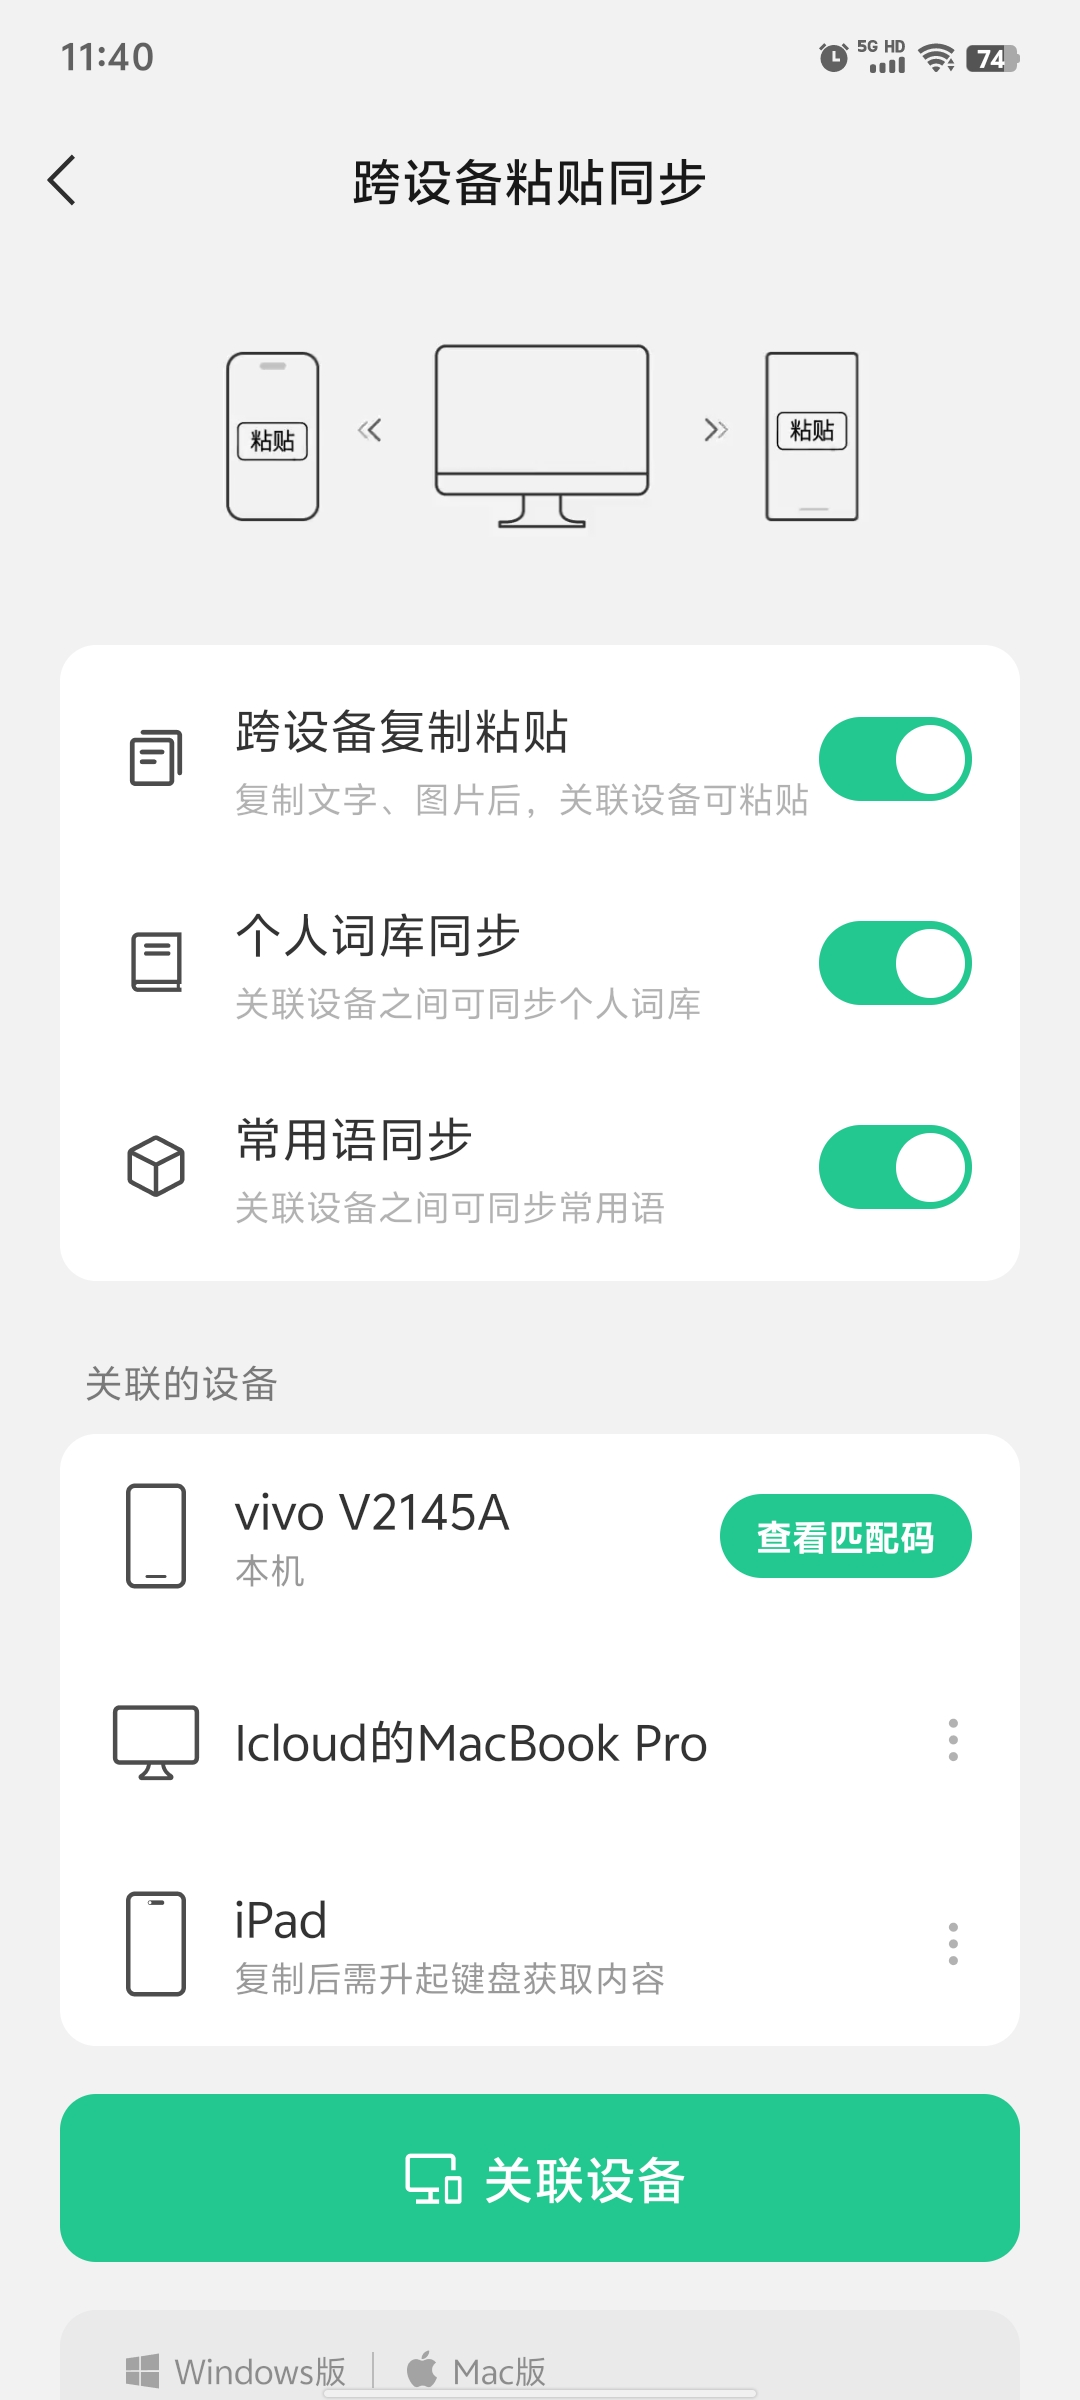 11:40
5G HD
74
跨设备粘贴同步
粘贴
粘贴
跨设备复制粘贴
复制文字、图片后，关联设备可粘贴
个人词库同步
关联设备之间可同步个人词库
常用语同步
关联设备之间可同步常用语
关联的设备
vivo V2145A
本机
查看匹配码
Icloud的MacBook Pro
iPad
复制后需升起键盘获取内容
关联设备
Windows版 | Mac版